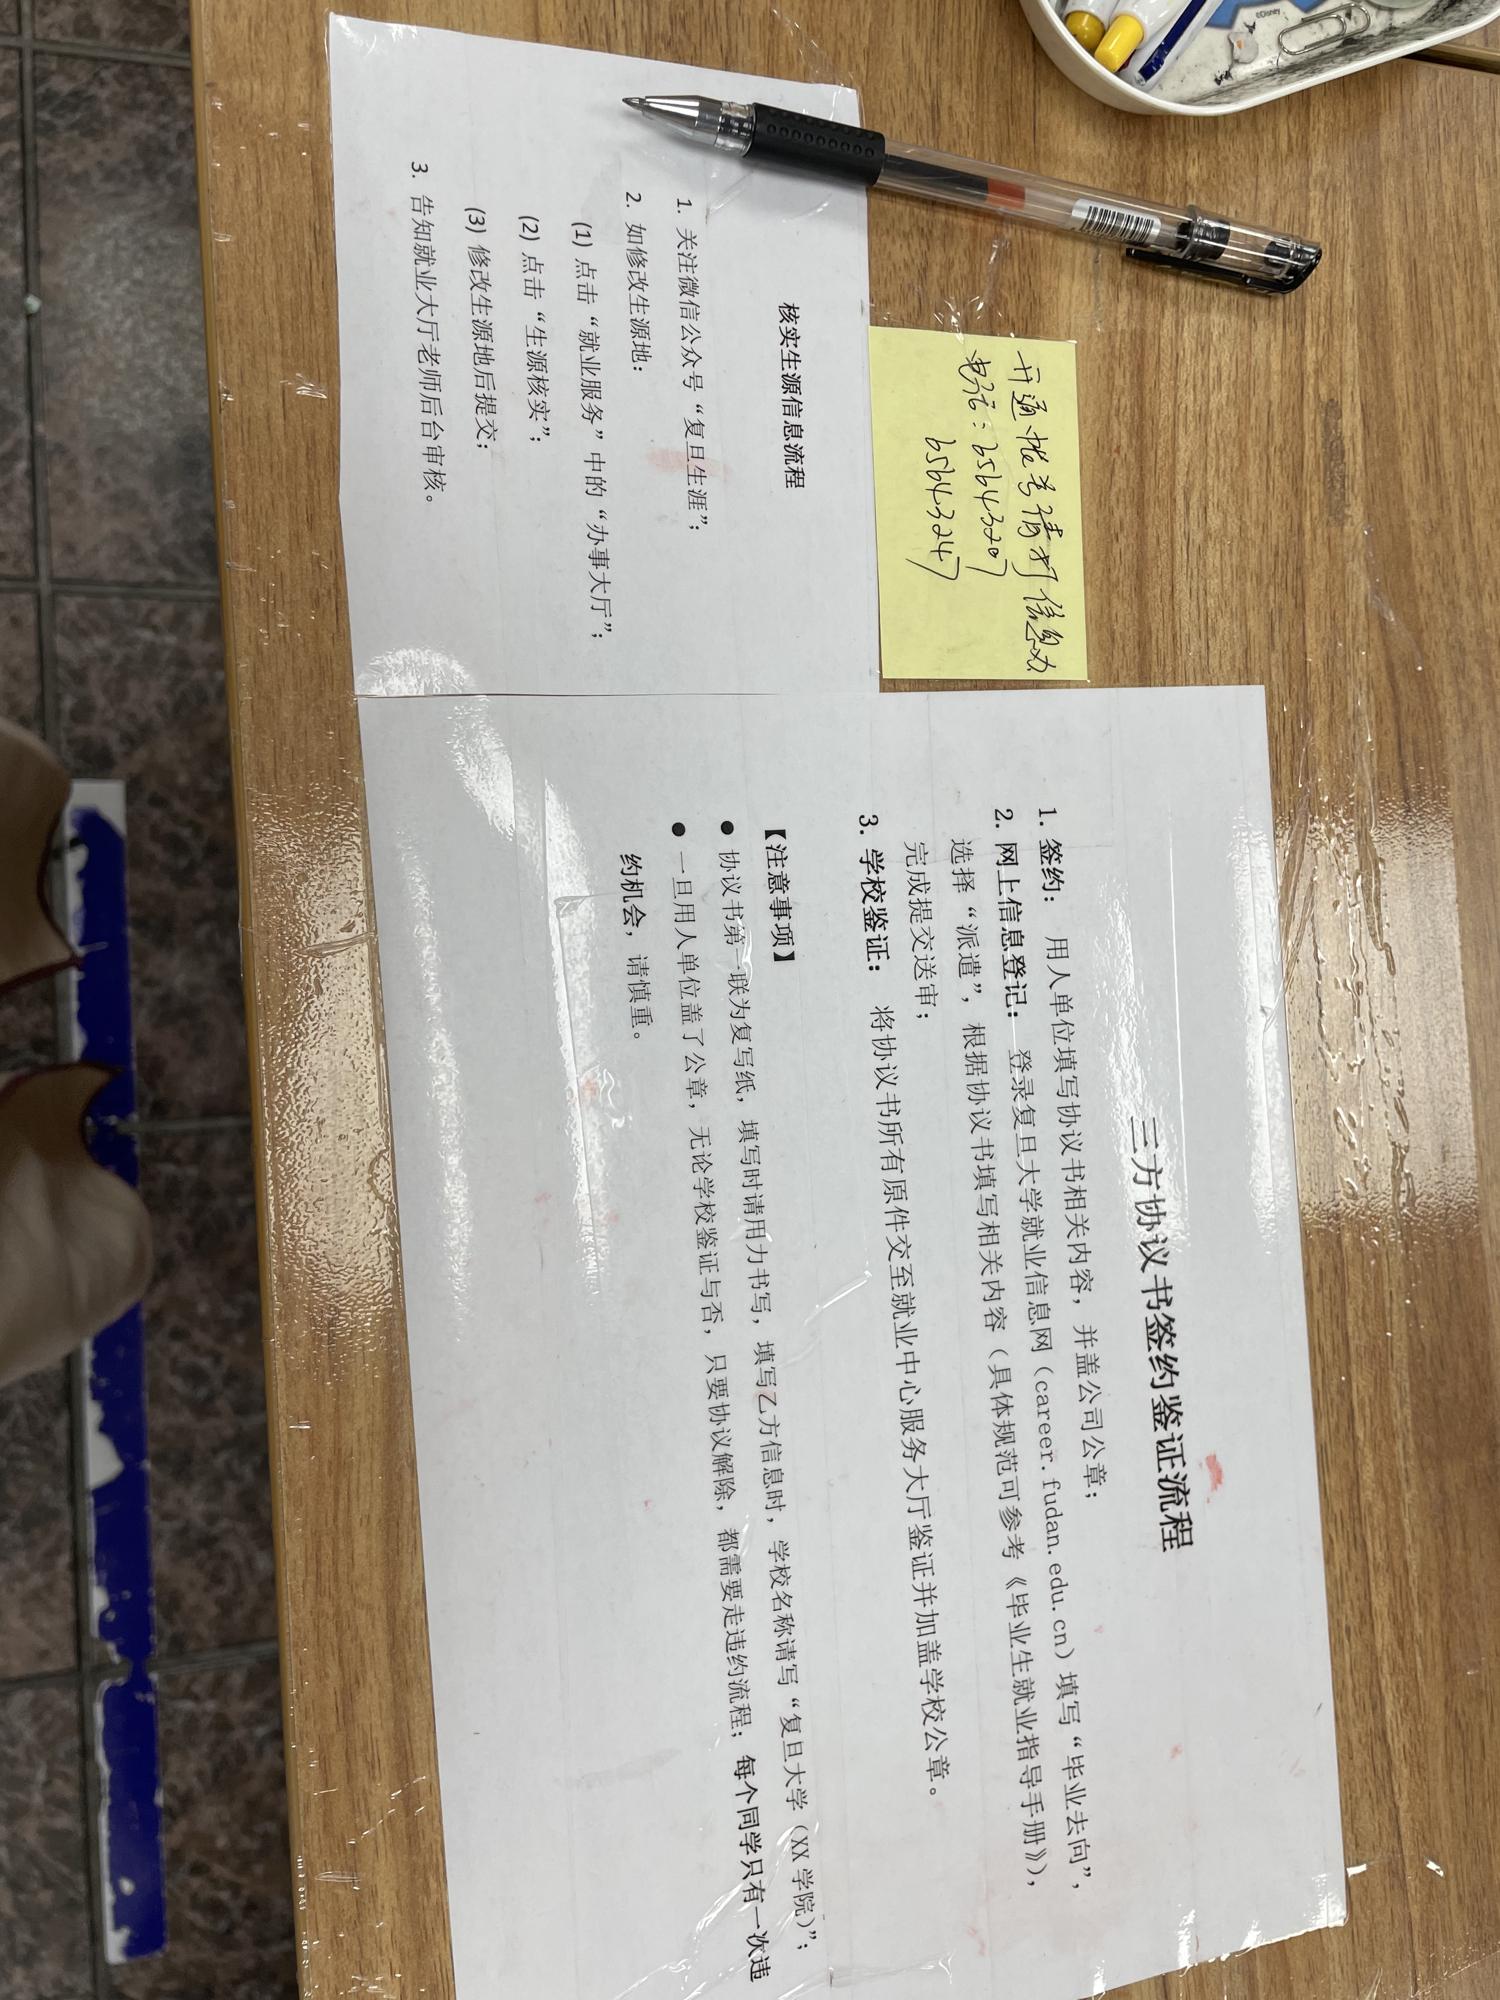 核实生源信息流程
1. 关注微信公众号“复旦生涯”；
2. 如修改生源地：
(1) 点击“就业服务”中的“办事大厅”；
(2) 点击“生源核实”；
(3) 修改生源地后提交；
3. 告知就业大厅老师后台审核。
开通帐号请打信息办
电话：65643207
65643247
三方协议书签约鉴证流程
1. 签约： 用人单位填写协议书相关内容，并盖公司公章；
2. 网上信息登记： 登录复旦大学就业信息网（career.fudan.edu.cn）填写“毕业去向”，
选择“派遣”，根据协议书填写相关内容（具体规范可参考《毕业生就业指导手册》），
完成提交送审；
3. 学校鉴证： 将协议书所有原件交至就业中心服务大厅鉴证并加盖学校公章。
【注意事项】
● 协议书第一联为复写纸，填写时请用力书写，填写乙方信息时，学校名称请写“复旦大学（XX 学院）”；
● 一旦用人单位盖了公章，无论学校鉴证与否，只要协议解除，都需要走违约流程；每个同学只有一次违
约机会，请慎重。
©Disney